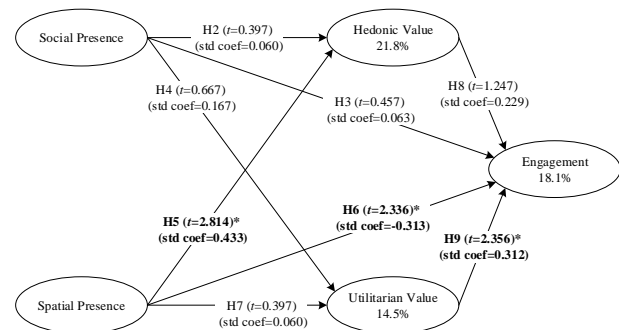 Social Presence
H2 (t=0.397)
(std coef=0.060)
Hedonic Value
21.8%
H4 (t=0.667)
(std coef=0.167)
H3 (t=0.457)
(std coef=0.063)
H8 (t=1.247)
(std coef=0.229)
Engagement
18.1%
H5 (t=2.814)*
(std coef=0.433)
H6 (t=2.336)*
(std coef=-0.313)
H9 (t=2.356)*
(std coef=0.312)
Spatial Presence
H7 (t=0.397)
(std coef=0.060)
Utilitarian Value
14.5%